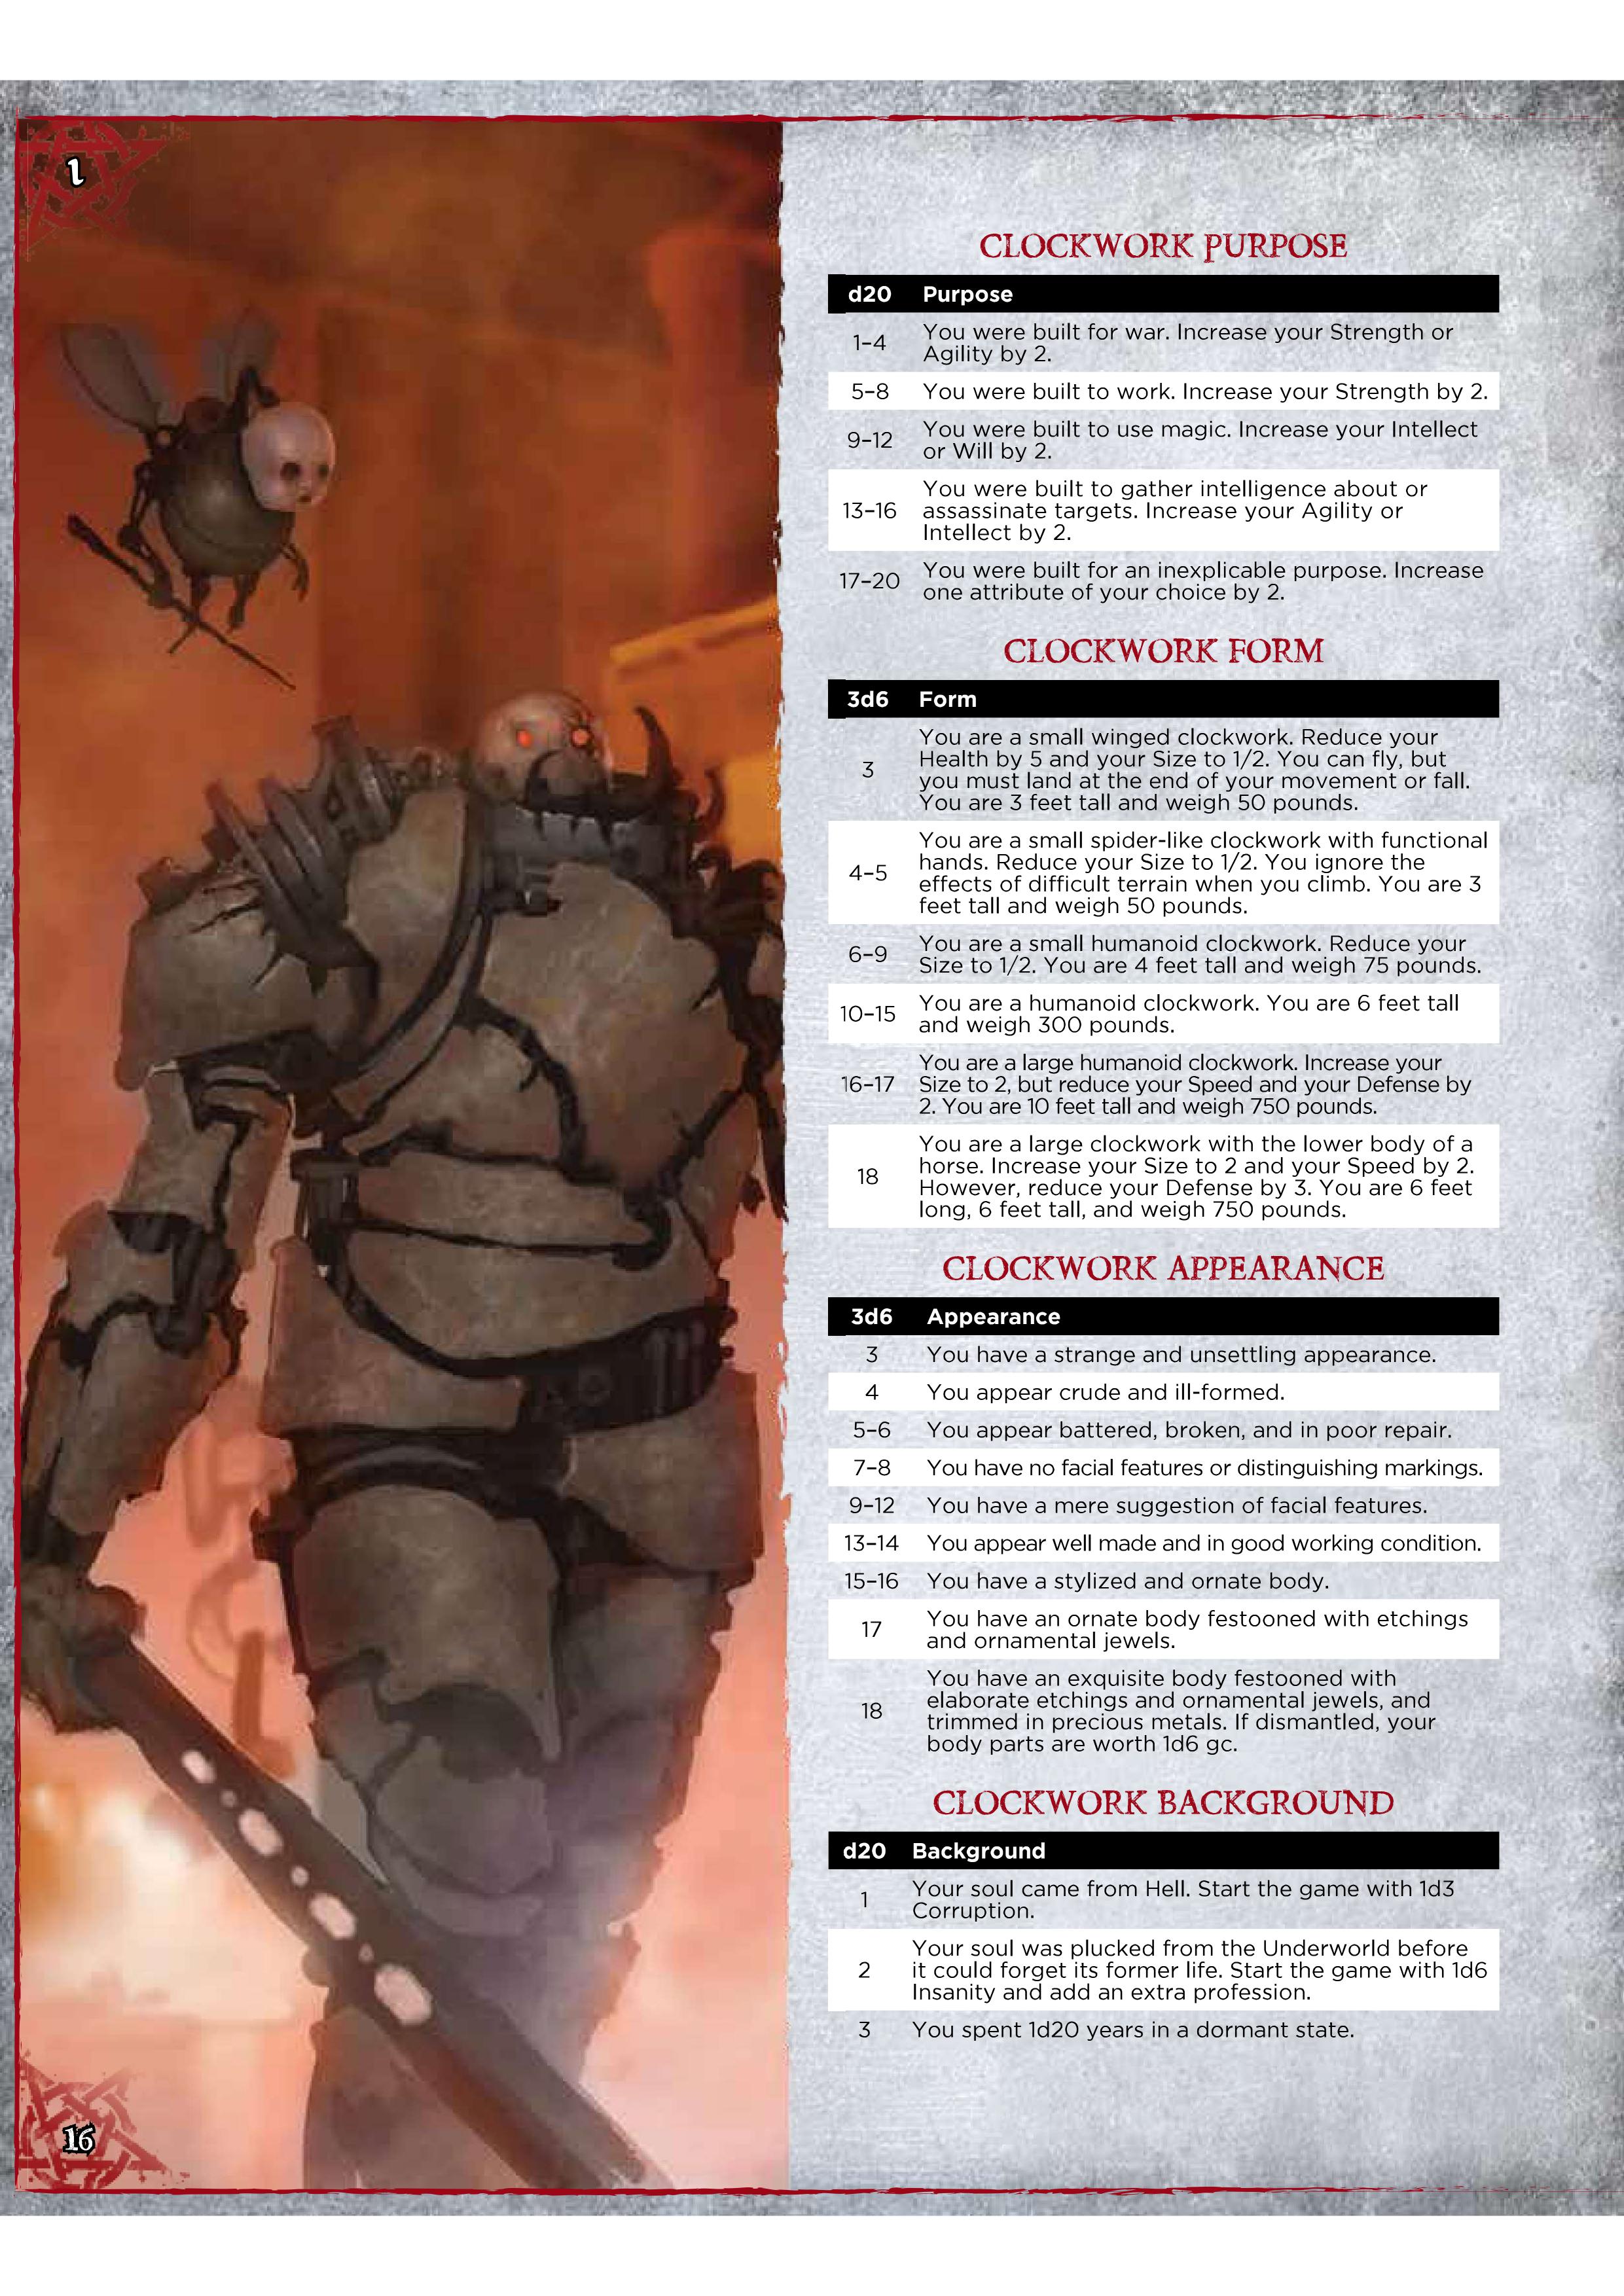 1
CLOCKWORK PURPOSE
d20 Purpose
1–4 You were built for war. Increase your Strength or
Agility by 2.
5–8 You were built to work. Increase your Strength by 2.
9–12 You were built to use magic. Increase your Intellect
or Will by 2.
13–16 You were built to gather intelligence about or
assassinate targets. Increase your Agility or
Intellect by 2.
17–20 You were built for an inexplicable purpose. Increase
one attribute of your choice by 2.
CLOCKWORK FORM
3d6 Form
3 You are a small winged clockwork. Reduce your
Health by 5 and your Size to 1/2. You can fly, but
you must land at the end of your movement or fall.
You are 3 feet tall and weigh 50 pounds.
4–5 You are a small spider-like clockwork with functional
hands. Reduce your Size to 1/2. You ignore the
effects of difficult terrain when you climb. You are 3
feet tall and weigh 50 pounds.
6–9 You are a small humanoid clockwork. Reduce your
Size to 1/2. You are 4 feet tall and weigh 75 pounds.
10–15 You are a humanoid clockwork. You are 6 feet tall
and weigh 300 pounds.
16–17 You are a large humanoid clockwork. Increase your
Size to 2, but reduce your Speed and your Defense by
2. You are 10 feet tall and weigh 750 pounds.
18 You are a large clockwork with the lower body of a
horse. Increase your Size to 2 and your Speed by 2.
However, reduce your Defense by 3. You are 6 feet
long, 6 feet tall, and weigh 750 pounds.
CLOCKWORK APPEARANCE
3d6 Appearance
3 You have a strange and unsettling appearance.
4 You appear crude and ill-formed.
5–6 You appear battered, broken, and in poor repair.
7–8 You have no facial features or distinguishing markings.
9–12 You have a mere suggestion of facial features.
13–14 You appear well made and in good working condition.
15–16 You have a stylized and ornate body.
17 You have an ornate body festooned with etchings
and ornamental jewels.
18 You have an exquisite body festooned with
elaborate etchings and ornamental jewels, and
trimmed in precious metals. If dismantled, your
body parts are worth 1d6 gc.
CLOCKWORK BACKGROUND
d20 Background
1 Your soul came from Hell. Start the game with 1d3
Corruption.
2 Your soul was plucked from the Underworld before
it could forget its former life. Start the game with 1d6
Insanity and add an extra profession.
3 You spent 1d20 years in a dormant state.
16